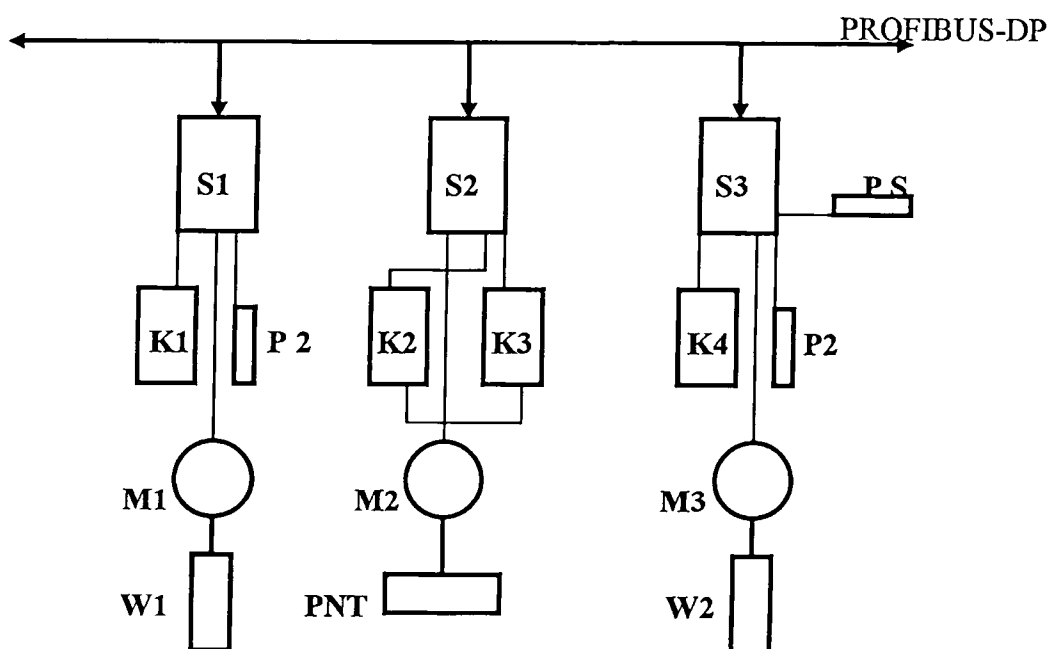 PROFIBUS-DP
S1
S2
S3
P S
K1
P 2
K2
K3
K4
P2
M1
M2
M3
W1
PNT
W2